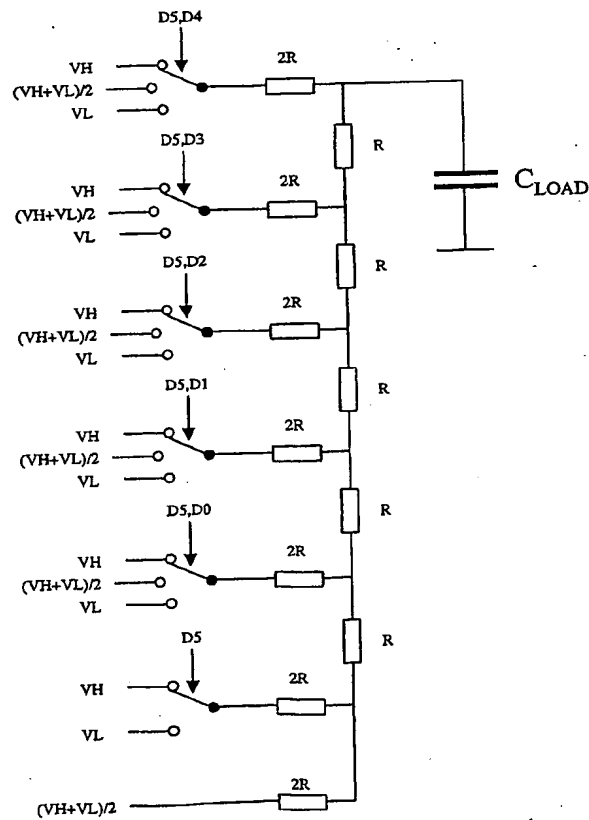 D5,D4
VH
(VH+VL)/2
VL
2R
R
CLOAD
D5,D3
VH
(VH+VL)/2
VL
2R
R
D5,D2
VH
(VH+VL)/2
VL
2R
R
D5,D1
VH
(VH+VL)/2
VL
2R
R
D5,D0
VH
(VH+VL)/2
VL
2R
R
D5
VH
VL
2R
(VH+VL)/2
2R